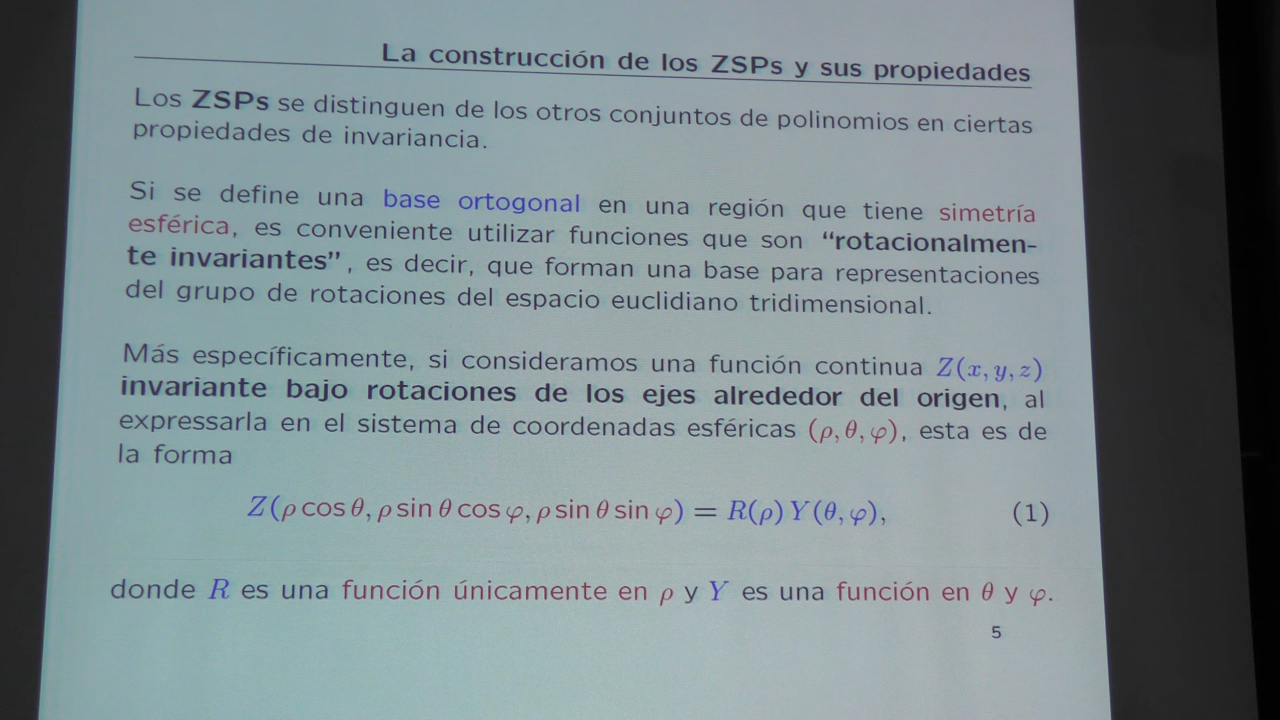 La construcción de los ZSPs y sus propiedades
Los ZSPs se distinguen de los otros conjuntos de polinomios en ciertas
propiedades de invariancia.
Si se define una base ortogonal en una región que tiene simetría
esférica, es conveniente utilizar funciones que son “rotacionalmen-
te invariantes”, es decir, que forman una base para representaciones
del grupo de rotaciones del espacio euclidiano tridimensional.
Más específicamente, si consideramos una función continua Z(x, y, z)
invariante bajo rotaciones de los ejes alrededor del origen, al
expresarla en el sistema de coordenadas esféricas (ρ, θ, φ), esta es de
la forma
Z(ρ cos θ, ρ sin θ cos φ, ρ sin θ sin φ) = R(ρ) Y(θ, φ), (1)
donde R es una función únicamente en ρ y Y es una función en θ y φ.
5